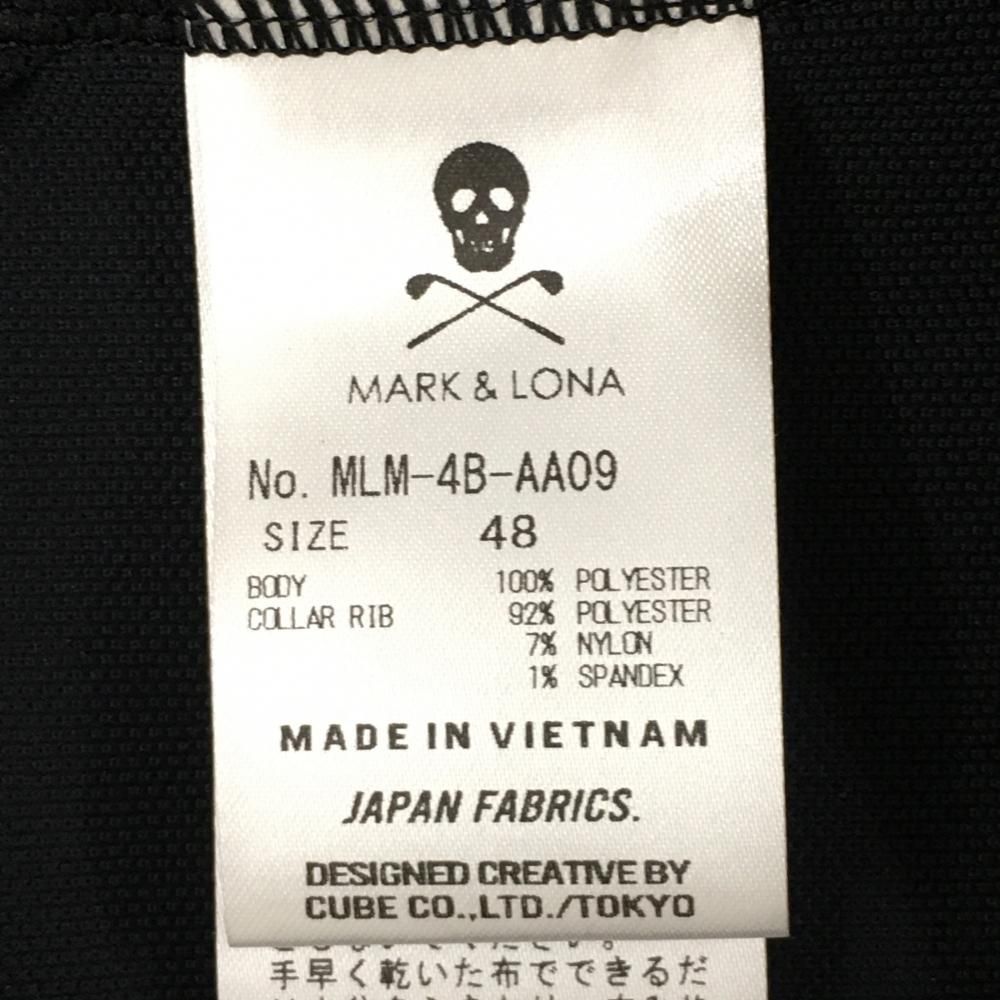 MARK & LONA
No. MLM-4B-AA09
SIZE 48
BODY 100% POLYESTER
COLLAR RIB 92% POLYESTER
7% NYLON
1% SPANDEX
MADE IN VIETNAM
JAPAN FABRICS.
DESIGNED CREATIVE BY
CUBE CO.,LTD./TOKYO
手早く乾いた布でできるだ